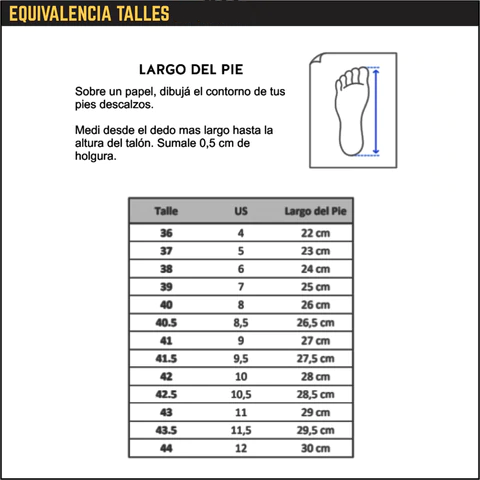 EQUIVALENCIA TALLES
LARGO DEL PIE
Sobre un papel, dibujá el contorno de tus
pies descalzos.
Medi desde el dedo mas largo hasta la
altura del talón. Sumale 0,5 cm de
holgura.
Talle US Largo del Pie
36 4 22 cm
37 5 23 cm
38 6 24 cm
39 7 25 cm
40 8 26 cm
40.5 8,5 26,5 cm
41 9 27 cm
41.5 9,5 27,5 cm
42 10 28 cm
42.5 10,5 28,5 cm
43 11 29 cm
43.5 11,5 29,5 cm
44 12 30 cm